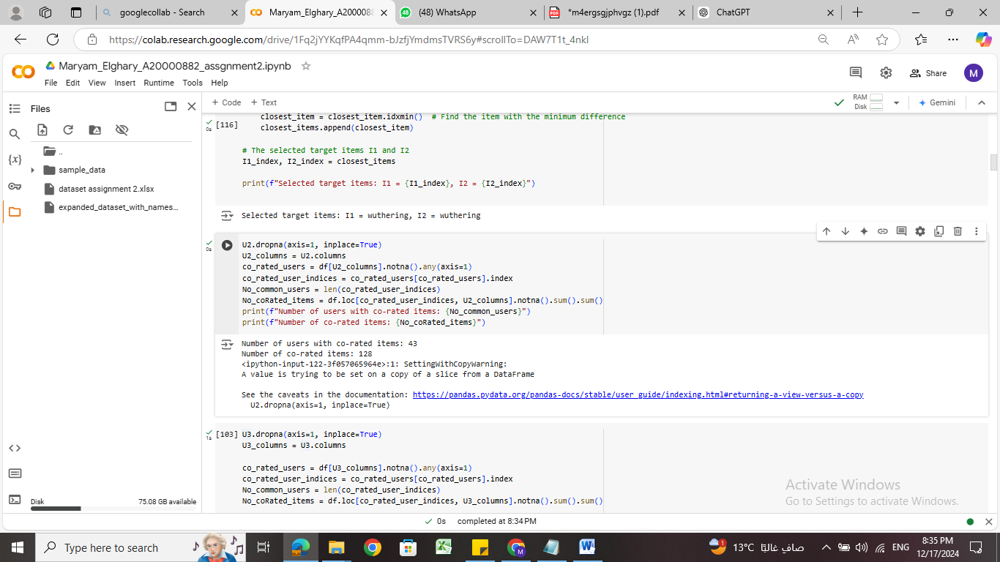 googlecollab - Search
Maryam_Elghary_A2000088
(48) WhatsApp
*m4ergsgjphvgz (1).pdf
ChatGPT
https://colab.research.google.com/drive/1Fq2jYYKqfPA4qmm-bJzfjYmdmsTVRS6y#scrollTo=DAW7T1t_4nkI
Maryam_Elghary_A20000882_assgnment2.ipynb
File Edit View Insert Runtime Tools Help
Share
M
Files
+ Code + Text
RAM
Disk
Gemini
..
sample_data
dataset assignment 2.xlsx
expanded_dataset_with_names...
[116]
0s
closest_item = closest_item.idxmin()  # Find the item with the minimum difference
closest_items.append(closest_item)
# The selected target items I1 and I2
I1_index, I2_index = closest_items
print(f"Selected target items: I1 = {I1_index}, I2 = {I2_index}")
Selected target items: I1 = wuthering, I2 = wuthering
0s
U2.dropna(axis=1, inplace=True)
U2_columns = U2.columns
co_rated_users = df[U2_columns].notna().any(axis=1)
co_rated_user_indices = co_rated_users[co_rated_users].index
No_common_users = len(co_rated_user_indices)
No_coRated_items = df.loc[co_rated_user_indices, U2_columns].notna().sum().sum()
print(f"Number of users with co-rated items: {No_common_users}")
print(f"Number of co-rated items: {No_coRated_items}")
Number of users with co-rated items: 43
Number of co-rated items: 128
<ipython-input-122-3f057065964e>:1: SettingWithCopyWarning:
A value is trying to be set on a copy of a slice from a DataFrame
See the caveats in the documentation: https://pandas.pydata.org/pandas-docs/stable/user_guide/indexing.html#returning-a-view-versus-a-copy
U2.dropna(axis=1, inplace=True)
[103]
1s
U3.dropna(axis=1, inplace=True)
U3_columns = U3.columns
co_rated_users = df[U3_columns].notna().any(axis=1)
co_rated_user_indices = co_rated_users[co_rated_users].index
No_common_users = len(co_rated_user_indices)
No_coRated_items = df.loc[co_rated_user_indices, U3_columns].notna().sum().sum()
Disk
75.08 GB available
Activate Windows
Go to Settings to activate Windows.
0s completed at 8:34 PM
Type here to search
13°C صافٍ غالبًا
ENG
8:35 PM
12/17/2024